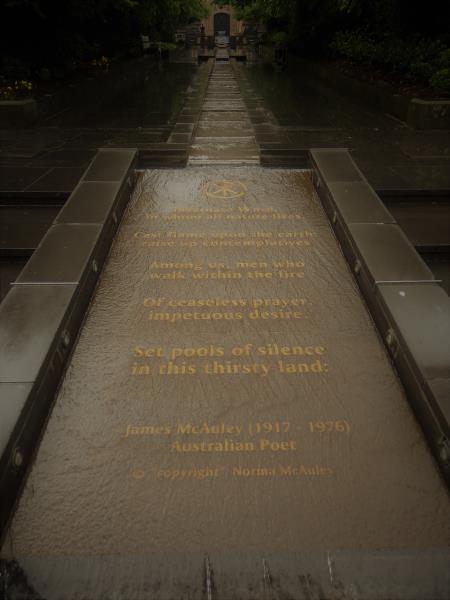 Word,
in whom all nature lives,
Cast flame upon the earth:
raise up contemplatives
Among us, men who
walk within the fire
Of ceaseless prayer,
impetuous desire.
Set pools of silence
in this thirsty land:
James McAuley (1917 - 1976)
Australian Poet
© "copyright" Norma McAuley